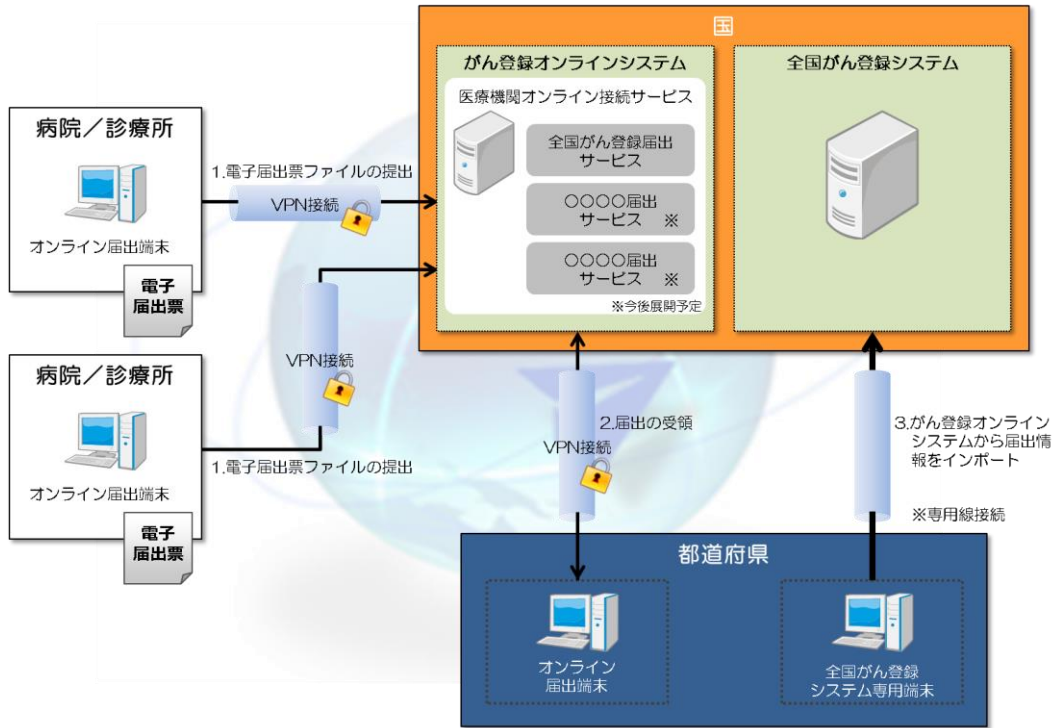 国
がん登録オンラインシステム
医療機関オンライン接続サービス
全国がん登録届出
サービス
〇〇〇〇届出
サービス ※
〇〇〇〇届出
サービス ※
※今後展開予定
全国がん登録システム
病院／診療所
オンライン届出端末
電子
届出票
1.電子届出票ファイルの提出
VPN接続
病院／診療所
オンライン届出端末
電子
届出票
VPN接続
1.電子届出票ファイルの提出
2.届出の受領
VPN接続
3.がん登録オンライン
システムから届出情
報をインポート
※専用線接続
都道府県
オンライン
届出端末
全国がん登録
システム専用端末